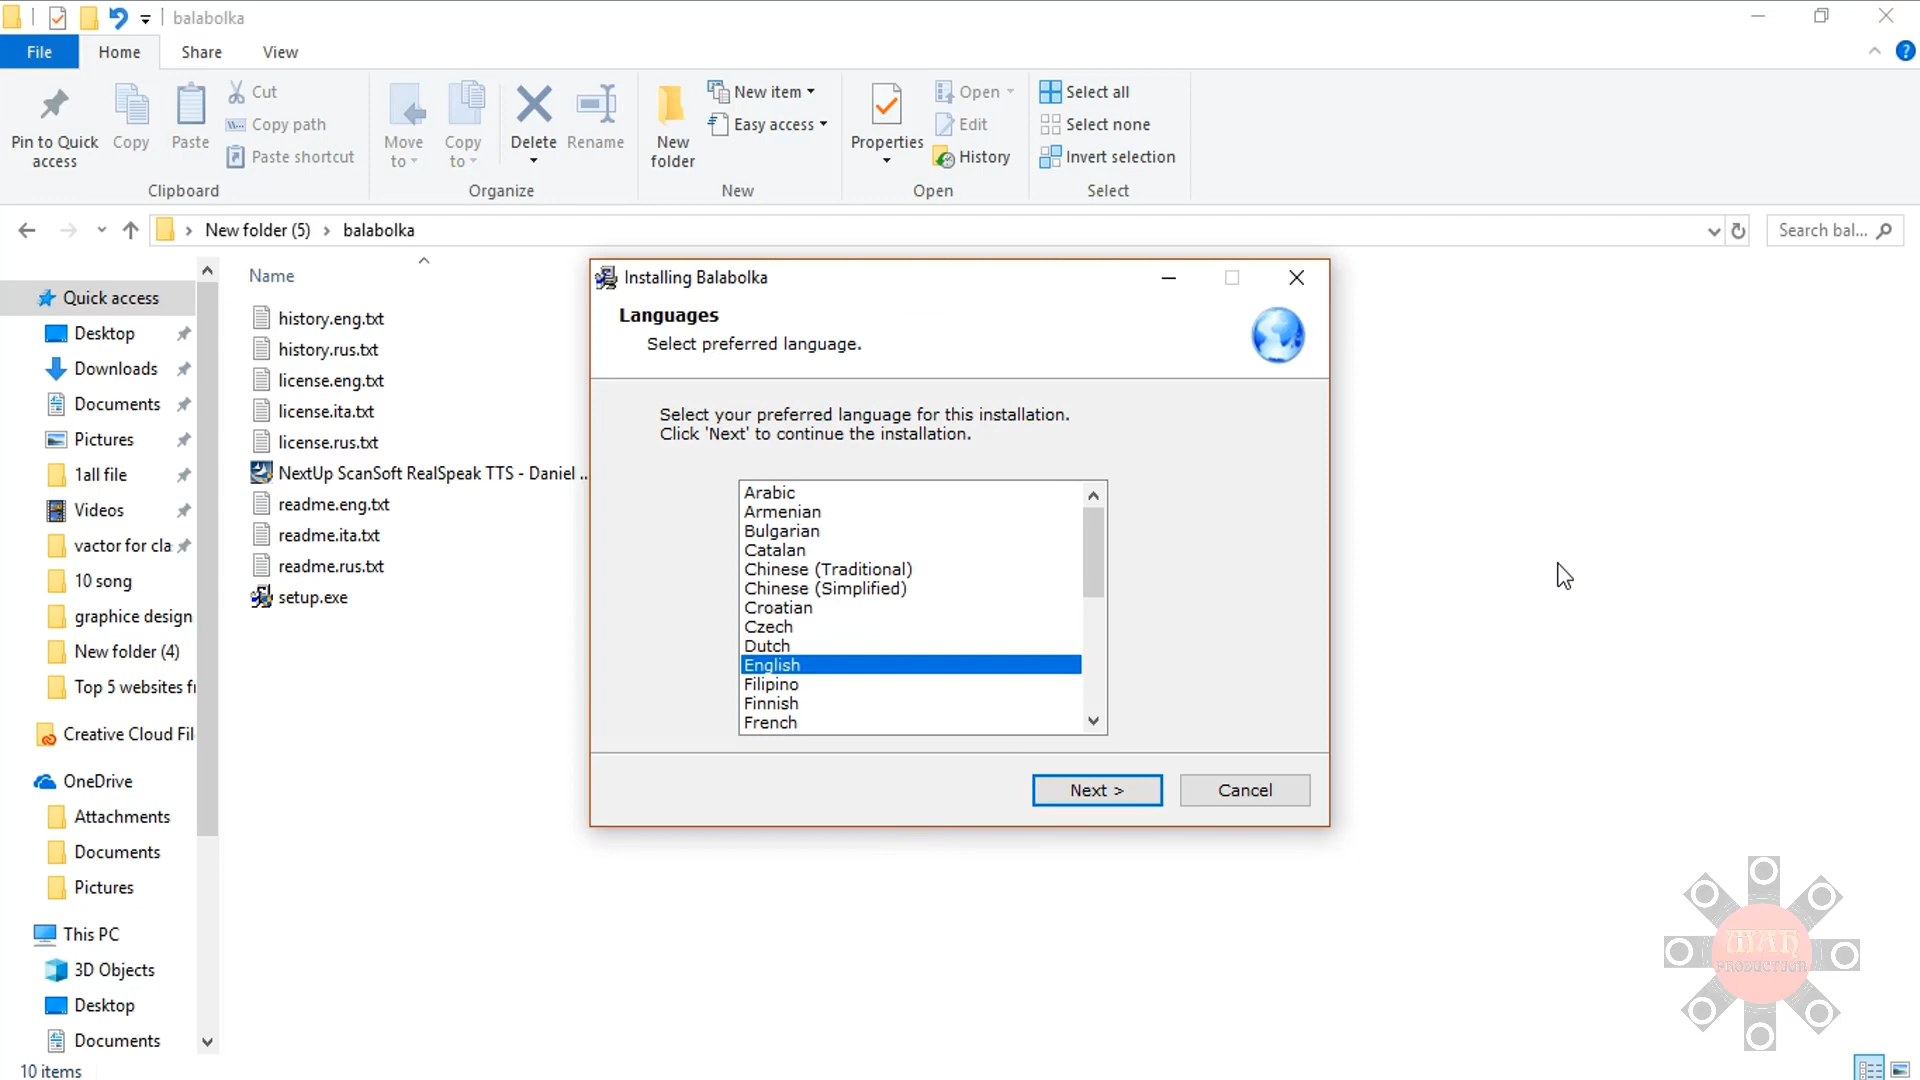 balabolka
File
Home
Share
View
Pin to Quick access
Copy
Paste
Cut
Copy path
Paste shortcut
Clipboard
Move to
Copy to
Delete
Rename
Organize
New folder
New item
Easy access
New
Properties
Open
Edit
History
Open
Select all
Select none
Invert selection
Select
New folder (5) > balabolka
Search bal...
Quick access
Desktop
Downloads
Documents
Pictures
1all file
Videos
vactor for cla
10 song
graphice design
New folder (4)
Top 5 websites fr
Creative Cloud Fil
OneDrive
Attachments
Documents
Pictures
This PC
3D Objects
Desktop
Documents
Name
history.eng.txt
history.rus.txt
license.eng.txt
license.ita.txt
license.rus.txt
NextUp ScanSoft RealSpeak TTS - Daniel ...
readme.eng.txt
readme.ita.txt
readme.rus.txt
setup.exe
Installing Balabolka
Languages
Select preferred language.
Select your preferred language for this installation.
Click 'Next' to continue the installation.
Arabic
Armenian
Bulgarian
Catalan
Chinese (Traditional)
Chinese (Simplified)
Croatian
Czech
Dutch
English
Filipino
Finnish
French
Next >
Cancel
MAH
PRODUCTION
10 items